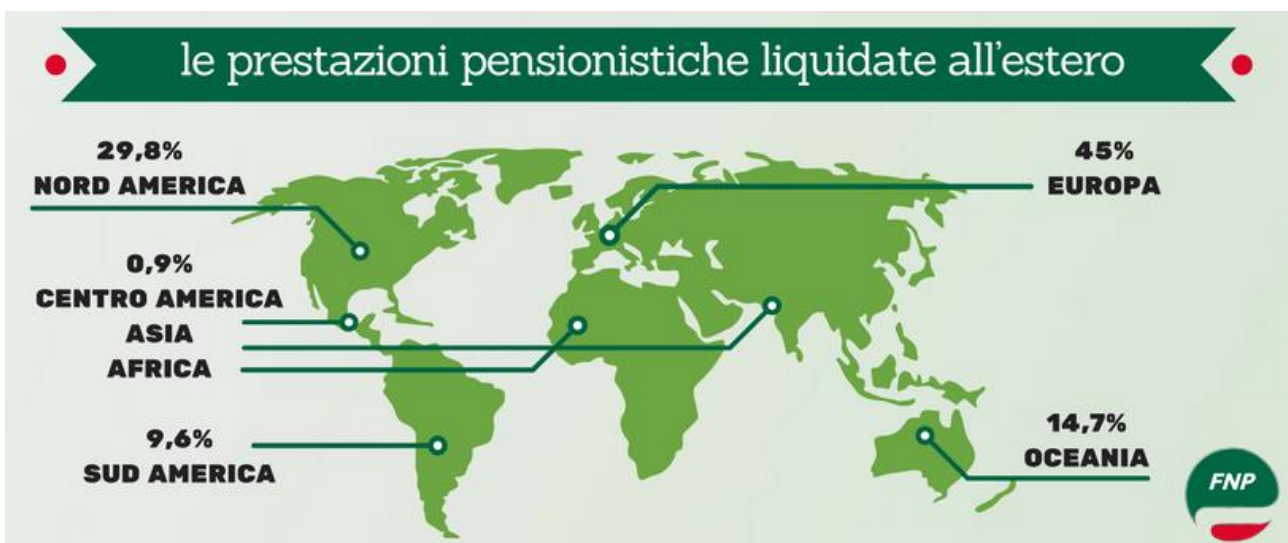 le prestazioni pensionistiche liquidate all'estero
29,8%
NORD AMERICA
45%
EUROPA
0,9%
CENTRO AMERICA
ASIA
AFRICA
9,6%
SUD AMERICA
14,7%
OCEANIA
FNP